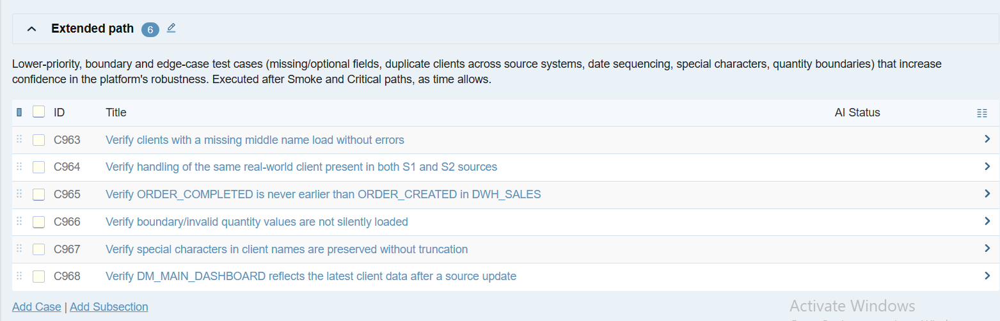 Extended path 6
Lower-priority, boundary and edge-case test cases (missing/optional fields, duplicate clients across source systems, date sequencing, special characters, quantity boundaries) that increase
confidence in the platform's robustness. Executed after Smoke and Critical paths, as time allows.
ID Title AI Status
C963 Verify clients with a missing middle name load without errors
C964 Verify handling of the same real-world client present in both S1 and S2 sources
C965 Verify ORDER_COMPLETED is never earlier than ORDER_CREATED in DWH_SALES
C966 Verify boundary/invalid quantity values are not silently loaded
C967 Verify special characters in client names are preserved without truncation
C968 Verify DM_MAIN_DASHBOARD reflects the latest client data after a source update
Add Case | Add Subsection
Activate Windows